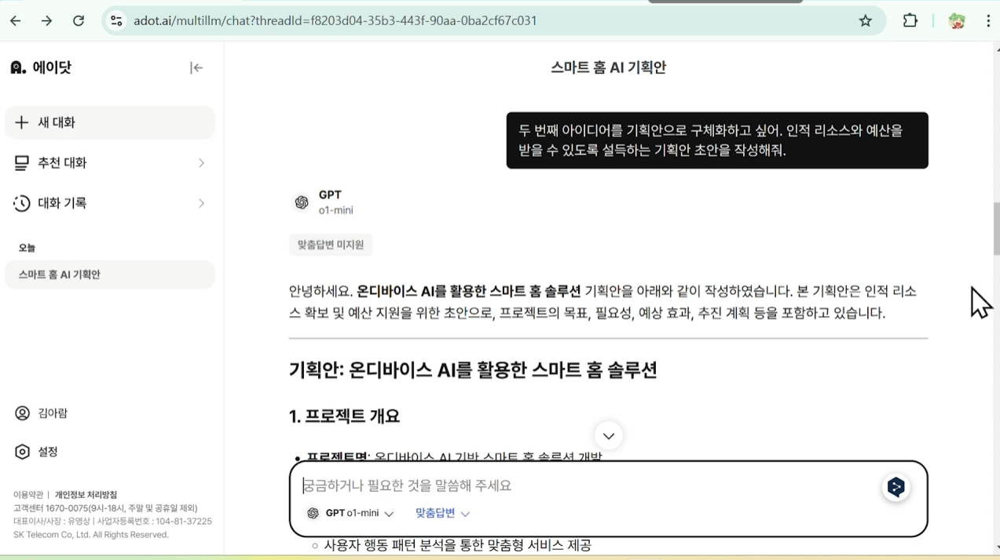 adot.ai/multillm/chat?threadId=f8203d04-35b3-443f-90aa-0ba2cf67c031
에이닷
새 대화
추천 대화
대화 기록
오늘
스마트 홈 AI 기획안
김아람
설정
이용약관 | 개인정보 처리방침
고객센터 1670-0075(9시-18시, 주말 및 공휴일 제외)
대표이사/사장 : 유영상 | 사업자등록번호 : 104-81-37225
SK Telecom Co, Ltd. All Rights Reserved.
스마트 홈 AI 기획안
두 번째 아이디어를 기획안으로 구체화하고 싶어. 인적 리소스와 예산을
받을 수 있도록 설득하는 기획안 초안을 작성해줘.
GPT
o1-mini
맞춤답변 미지원
안녕하세요. 온디바이스 AI를 활용한 스마트 홈 솔루션 기획안을 아래와 같이 작성하였습니다. 본 기획안은 인적 리소
스 확보 및 예산 지원을 위한 초안으로, 프로젝트의 목표, 필요성, 예상 효과, 추진 계획 등을 포함하고 있습니다.
기획안: 온디바이스 AI를 활용한 스마트 홈 솔루션
1. 프로젝트 개요
• 프로젝트명: 온디바이스 AI 기반 스마트 홈 솔루션 개발
궁금하거나 필요한 것을 말씀해 주세요
GPT o1-mini 맞춤답변
○ 사용자 행동 패턴 분석을 통한 맞춤형 서비스 제공